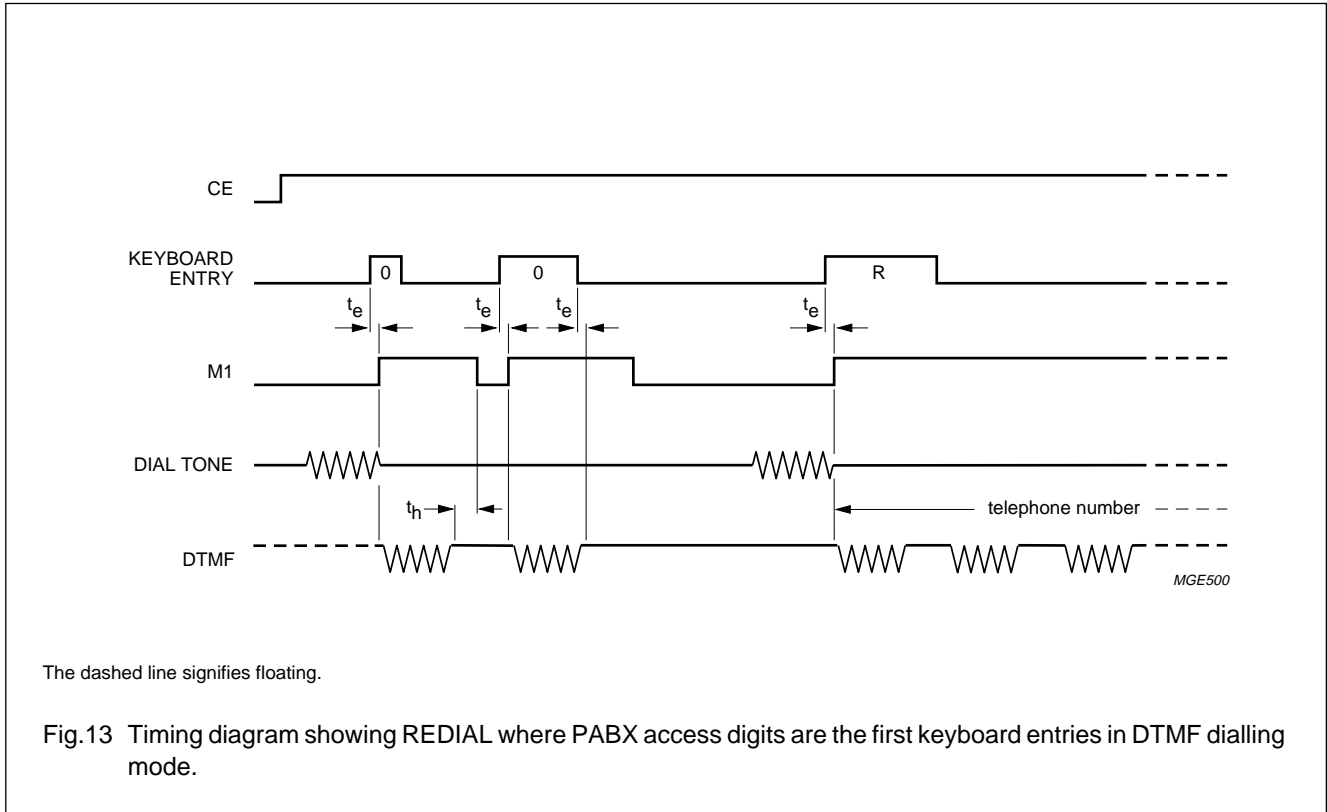 CE
KEYBOARD
ENTRY
0
0
R
te
te
te
te
M1
DIAL TONE
th
telephone number
DTMF
MGE500
The dashed line signifies floating.
Fig.13 Timing diagram showing REDIAL where PABX access digits are the first keyboard entries in DTMF dialling
mode.